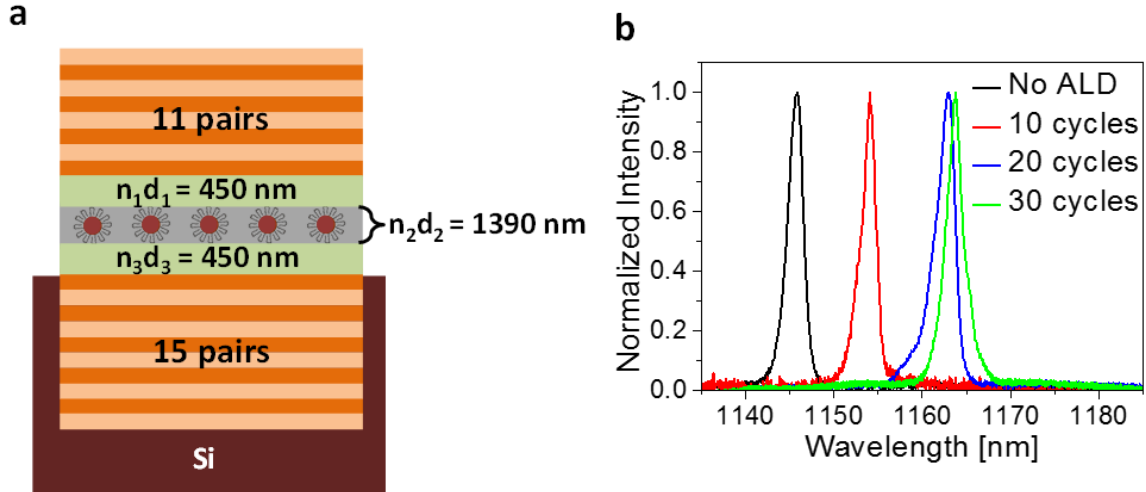 a
11 pairs
n₁d₁ = 450 nm
n₂d₂ = 1390 nm
n₃d₃ = 450 nm
15 pairs
Si
b
Normalized Intensity
1.0
0.8
0.6
0.4
0.2
0.0
No ALD
10 cycles
20 cycles
30 cycles
1140 1150 1160 1170 1180
Wavelength [nm]